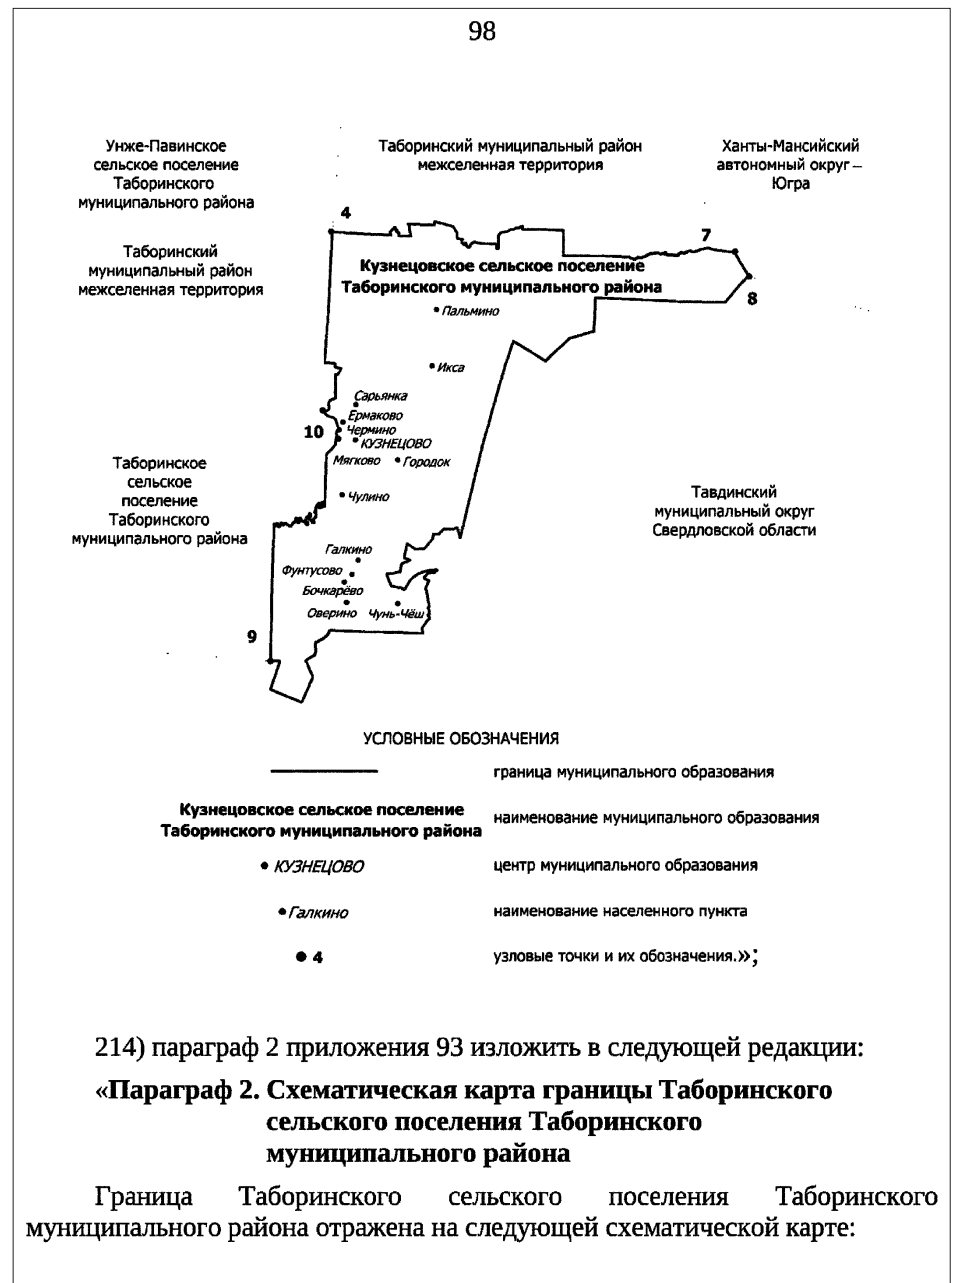 98
Унже-Павинское
сельское поселение
Таборинского
муниципального района
Таборинский муниципальный район
межселенная территория
Ханты-Мансийский
автономный округ –
Югра
4
7
8
Таборинский
муниципальный район
межселенная территория
Кузнецовское сельское поселение
Таборинского муниципального района
Пальмино
Икса
Сарьянка
Ермаково
10
Чермино
КУЗНЕЦОВО
Мягково
Городок
Чулино
Таборинское
сельское
поселение
Таборинского
муниципального района
Тавдинский
муниципальный округ
Свердловской области
Галкино
Фунтусово
Бочкарёво
Оверино
Чунь-Чёш
9
УСЛОВНЫЕ ОБОЗНАЧЕНИЯ
граница муниципального образования
Кузнецовское сельское поселение
Таборинского муниципального района
наименование муниципального образования
КУЗНЕЦОВО
центр муниципального образования
Галкино
наименование населенного пункта
4
узловые точки и их обозначения.»;
214) параграф 2 приложения 93 изложить в следующей редакции:
«Параграф 2. Схематическая карта границы Таборинского
сельского поселения Таборинского
муниципального района
Граница Таборинского сельского поселения Таборинского
муниципального района отражена на следующей схематической карте: